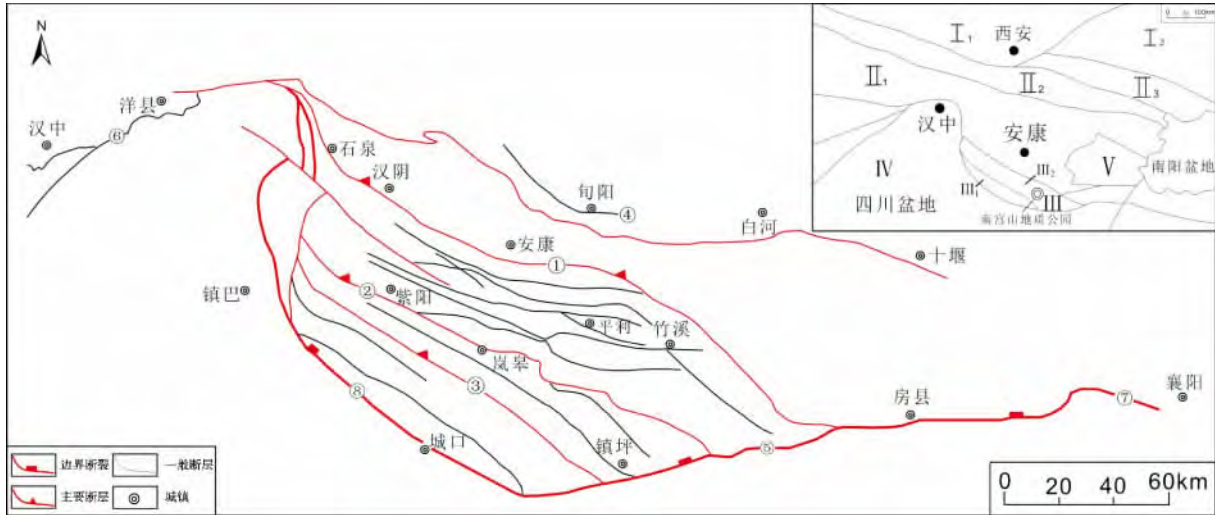 N
洋县
汉中
⑥
石泉
汉阴
旬阳
④
白河
十堰
安康
①
镇巴
②
紫阳
平利
竹溪
岚皋
③
⑧
城口
镇坪
⑤
房县
⑦
襄阳
边界断裂
一般断层
主要断层
城镇
0 20 40 60km
Ⅰ₁
西安
Ⅰ₂
Ⅱ₁
Ⅱ₂
Ⅱ₃
汉中
安康
Ⅳ
Ⅲ₁
Ⅲ₂
Ⅴ
南阳盆地
四川盆地
Ⅲ
南宫山地质公园